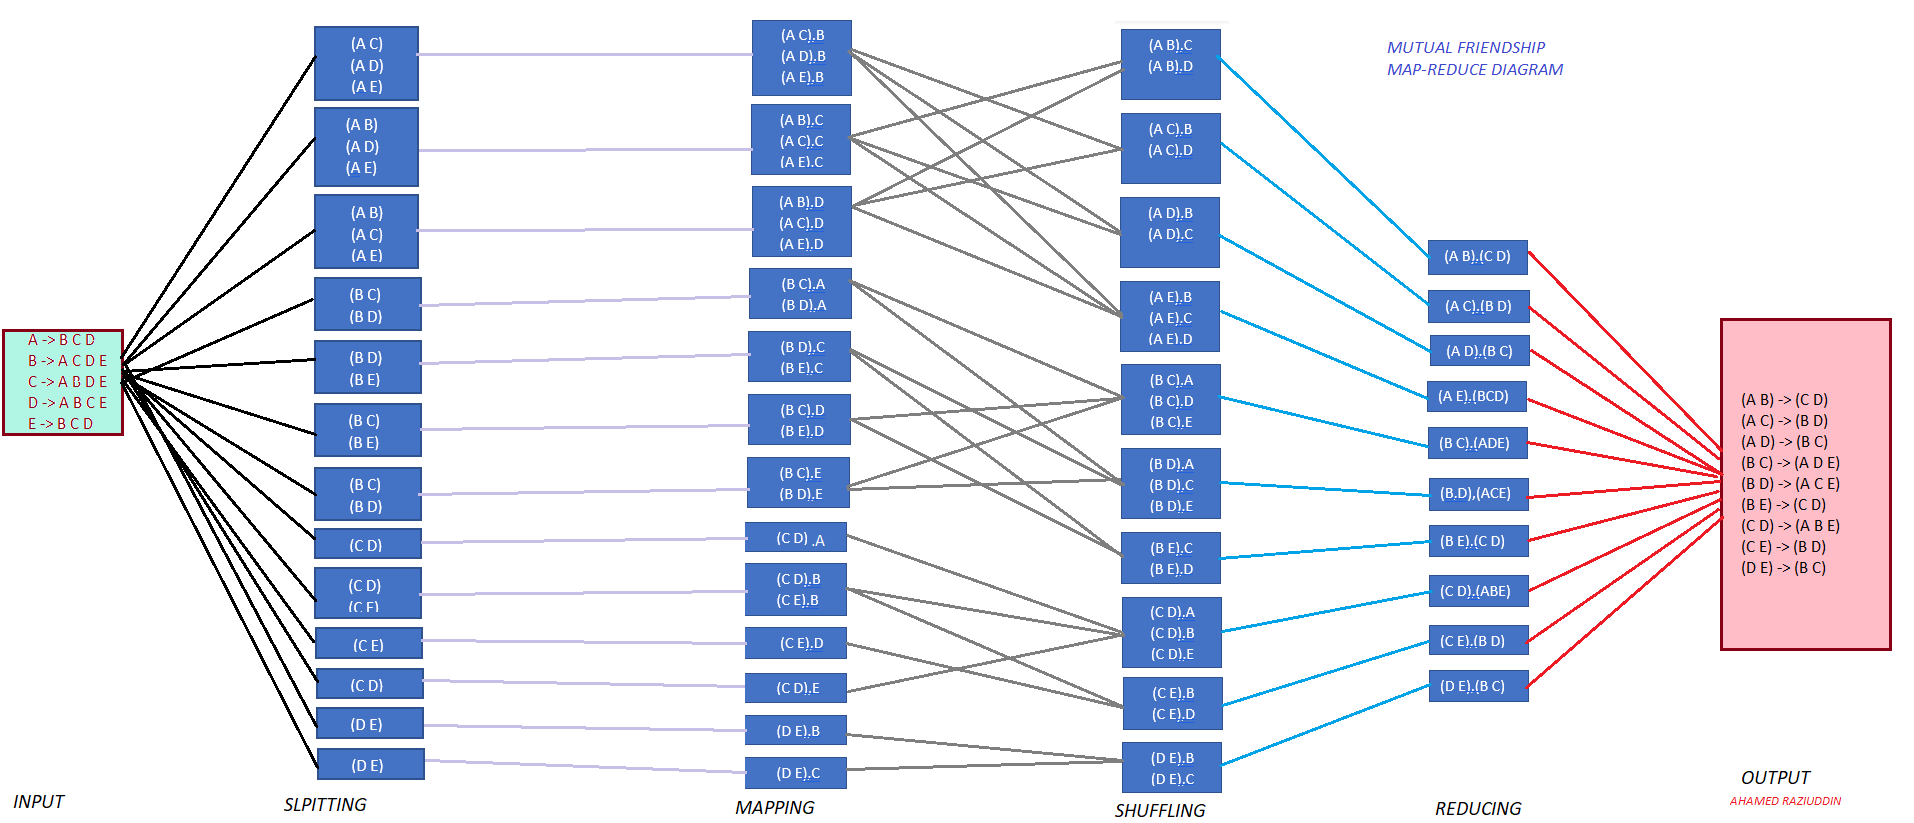 MUTUAL FRIENDSHIP
MAP-REDUCE DIAGRAM
A -> B C D
B -> A C D E
C -> A B D E
D -> A B C E
E -> B C D
INPUT
(A C)
(A D)
(A E)
(A B)
(A D)
(A E)
(A B)
(A C)
(A E)
(B C)
(B D)
(B D)
(B E)
(B C)
(B E)
(B C)
(B D)
(C D)
(C D)
(C E)
(C E)
(C D)
(D E)
(D E)
SLPITTING
(A C).B
(A D).B
(A E).B
(A B).C
(A C).C
(A E).C
(A B).D
(A C).D
(A E).D
(B C).A
(B D).A
(B D).C
(B E).C
(B C).D
(B E).D
(B C).E
(B D).E
(C D) .A
(C D).B
(C E).B
(C E).D
(C D).E
(D E).B
(D E).C
MAPPING
(A B).C
(A B).D
(A C).B
(A C).D
(A D).B
(A D).C
(A E).B
(A E).C
(A E).D
(B C).A
(B C).D
(B C).E
(B D).A
(B D).C
(B D).E
(B E).C
(B E).D
(C D).A
(C D).B
(C D).E
(C E).B
(C E).D
(D E).B
(D E).C
SHUFFLING
(A B).(C D)
(A C).(B D)
(A D).(B C)
(A E).(BCD)
(B C).(ADE)
(B.D),(ACE)
(B E).(C D)
(C D).(ABE)
(C E).(B D)
(D E).(B C)
REDUCING
(A B) -> (C D)
(A C) -> (B D)
(A D) -> (B C)
(B C) -> (A D E)
(B D) -> (A C E)
(B E) -> (C D)
(C D) -> (A B E)
(C E) -> (B D)
(D E) -> (B C)
OUTPUT
AHAMED RAZIUDDIN